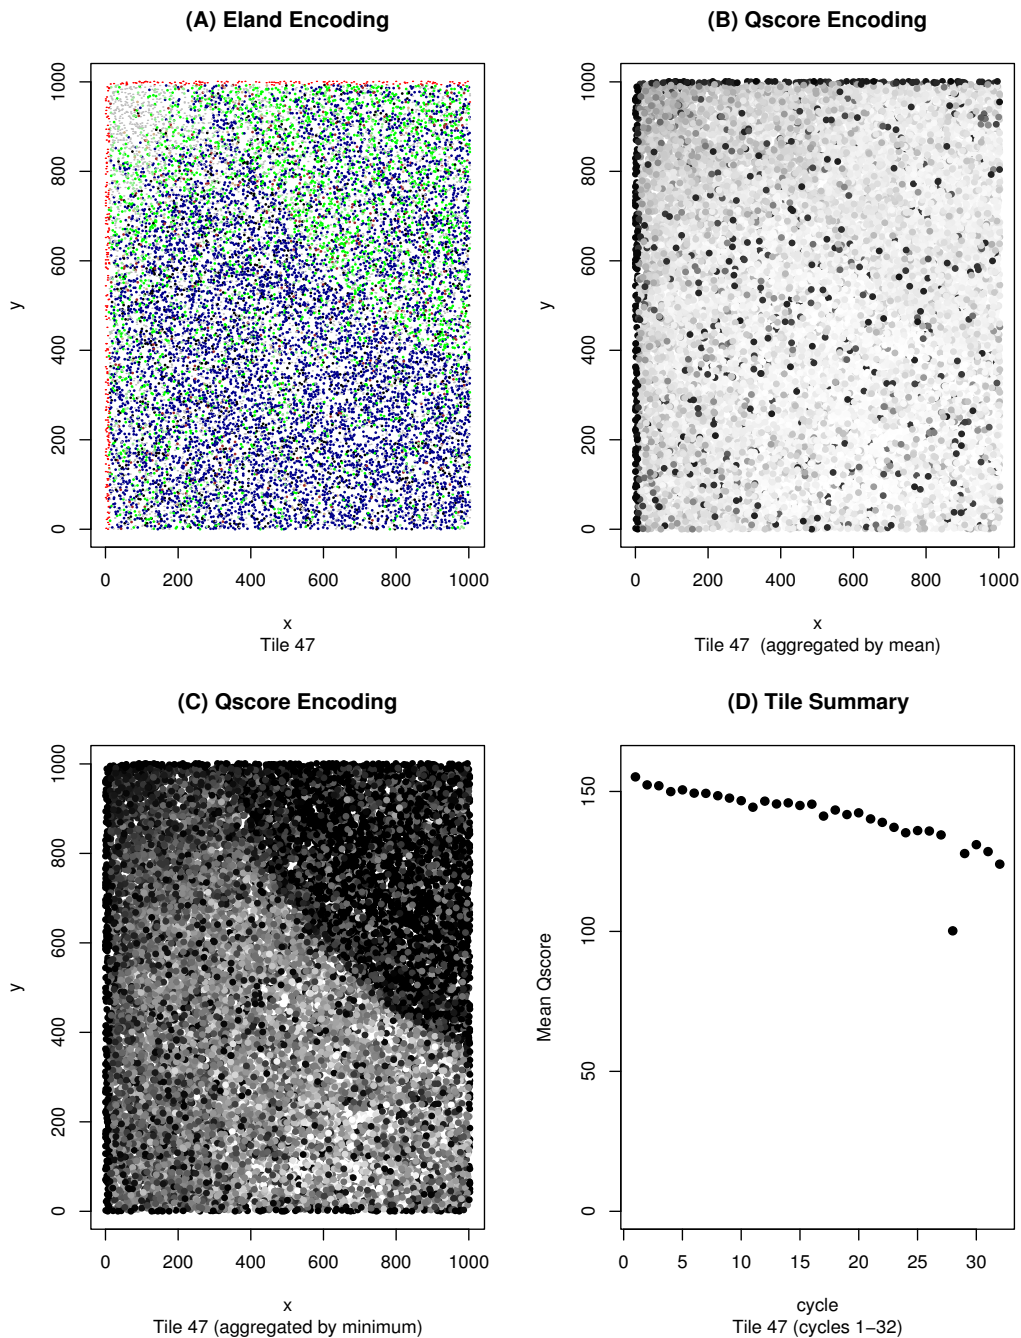 (A) Eland Encoding
1000
800
600
400
200
0
y
0 200 400 600 800 1000
x
Tile 47
(B) Qscore Encoding
1000
800
600
400
200
0
y
0 200 400 600 800 1000
x
Tile 47 (aggregated by mean)
(C) Qscore Encoding
1000
800
600
400
200
0
y
0 200 400 600 800 1000
x
Tile 47 (aggregated by minimum)
(D) Tile Summary
150
100
50
0
Mean Qscore
0 5 10 15 20 25 30
cycle
Tile 47 (cycles 1−32)